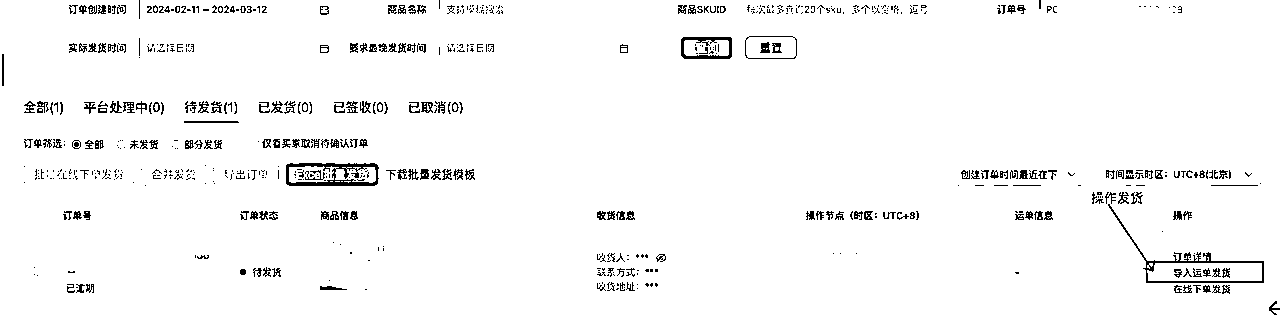 订单创建时间 2024-02-11 – 2024-03-12 商品名称 支持模糊搜索 商品SKUID 每次最多查询20个sku，多个以空格、逗号 订单号 PO
实际发货时间 请选择日期 要求最晚发货时间 请选择日期 查询 重置
全部(1) 平台处理中(0) 待发货(1) 已发货(0) 已签收(0) 已取消(0)
订单筛选： 全部 未发货 部分发货 仅看买家取消待确认订单
批量在线下单发货 合并发货 导出订单 Excel批量发货 下载批量发货模板 创建订单时间最近在下 时间显示时区：UTC+8(北京)
操作发货
订单号 订单状态 商品信息 收货信息 操作节点（时区：UTC+8） 运单信息 操作
收货人：*** 订单详情
待发货 联系方式：*** 导入运单发货
已逾期 收货地址：*** 在线下单发货